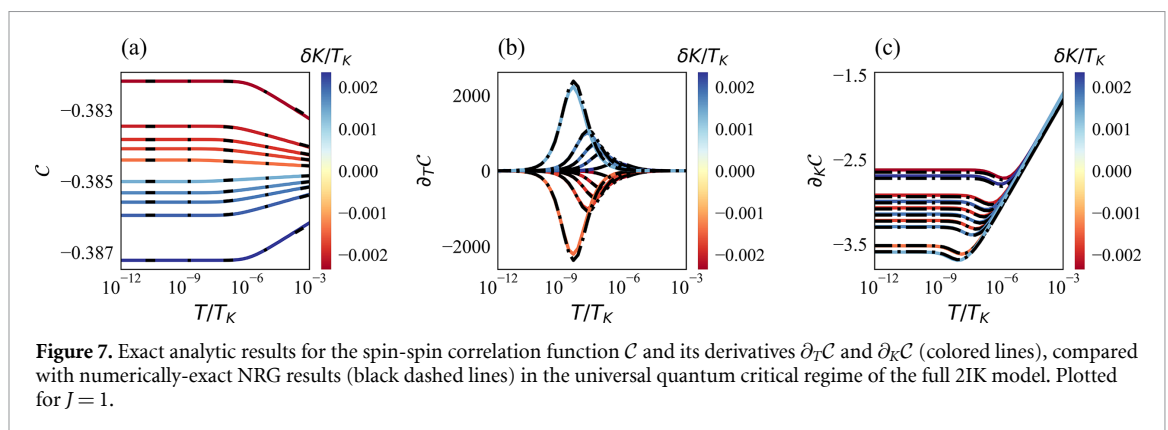 (a)
δK/T_K
−0.383
−0.385
−0.387
C
0.002
0.001
0.000
−0.001
−0.002
10^−12
10^−9
10^−6
10^−3
T/T_K
(b)
δK/T_K
2000
0
−2000
∂_T C
0.002
0.001
0.000
−0.001
−0.002
10^−12
10^−9
10^−6
10^−3
T/T_K
(c)
δK/T_K
−1.5
−2.5
−3.5
∂_K C
0.002
0.001
0.000
−0.001
−0.002
10^−12
10^−9
10^−6
10^−3
T/T_K
Figure 7. Exact analytic results for the spin-spin correlation function C and its derivatives ∂_T C and ∂_K C (colored lines), compared
with numerically-exact NRG results (black dashed lines) in the universal quantum critical regime of the full 2IK model. Plotted
for J = 1.